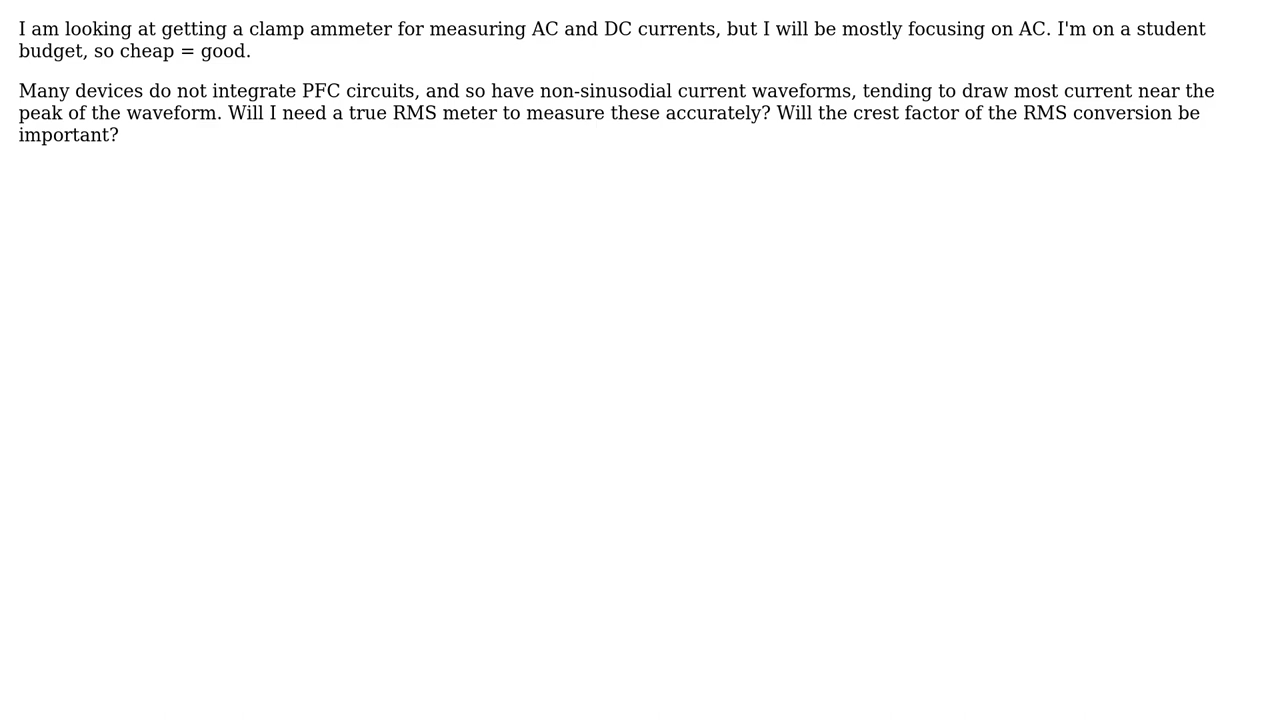 I am looking at getting a clamp ammeter for measuring AC and DC currents, but I will be mostly focusing on AC. I'm on a student
budget, so cheap = good.
Many devices do not integrate PFC circuits, and so have non-sinusodial current waveforms, tending to draw most current near the
peak of the waveform. Will I need a true RMS meter to measure these accurately? Will the crest factor of the RMS conversion be
important?